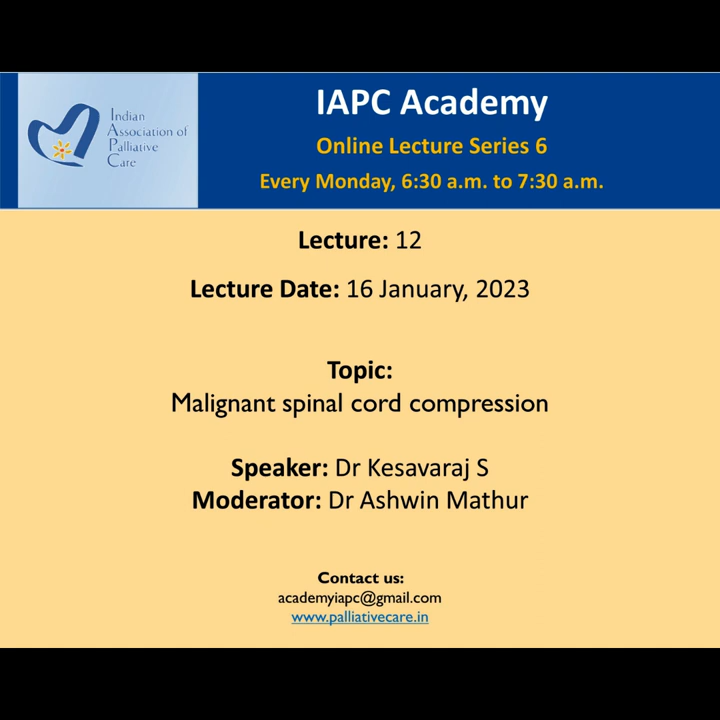 Indian
Association of
Palliative
Care
IAPC Academy
Online Lecture Series 6
Every Monday, 6:30 a.m. to 7:30 a.m.
Lecture: 12
Lecture Date: 16 January, 2023
Topic:
Malignant spinal cord compression
Speaker: Dr Kesavaraj S
Moderator: Dr Ashwin Mathur
Contact us:
academyiapc@gmail.com
www.palliativecare.in